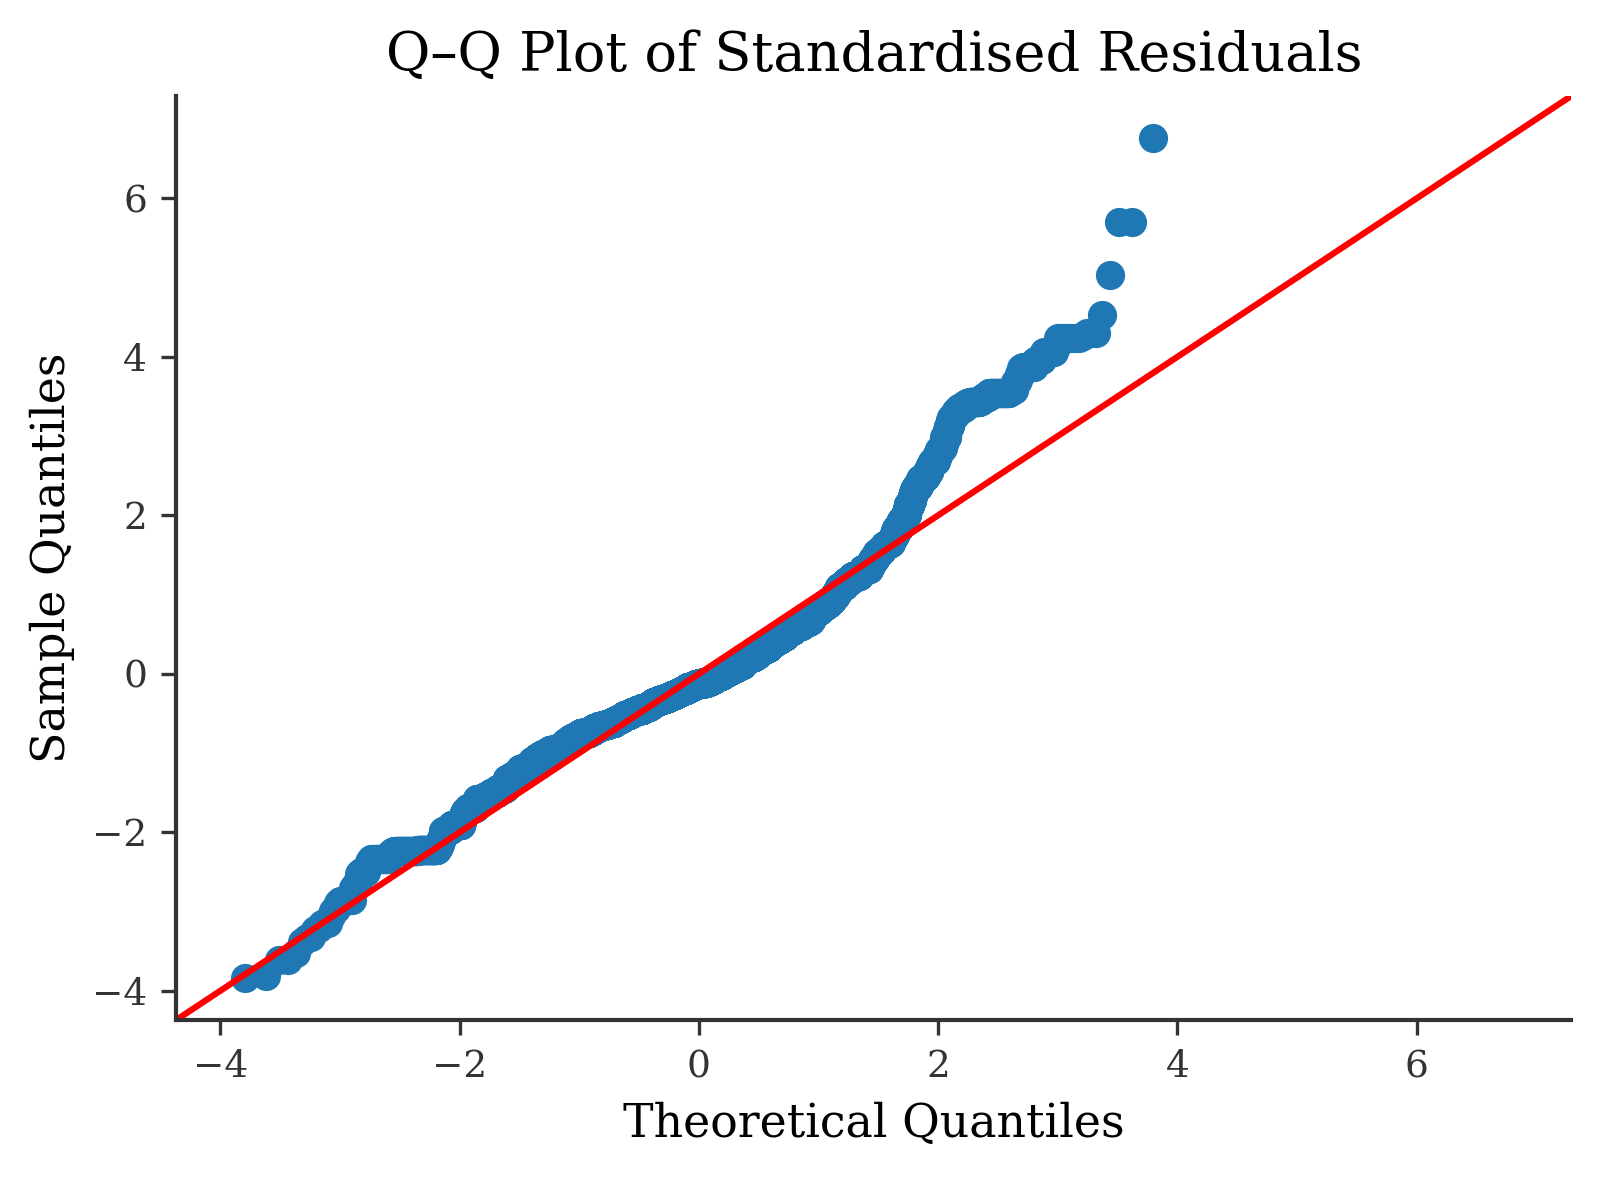 Q–Q Plot of Standardised Residuals
Sample Quantiles
6
4
2
0
−2
−4
−4 −2 0 2 4 6
Theoretical Quantiles